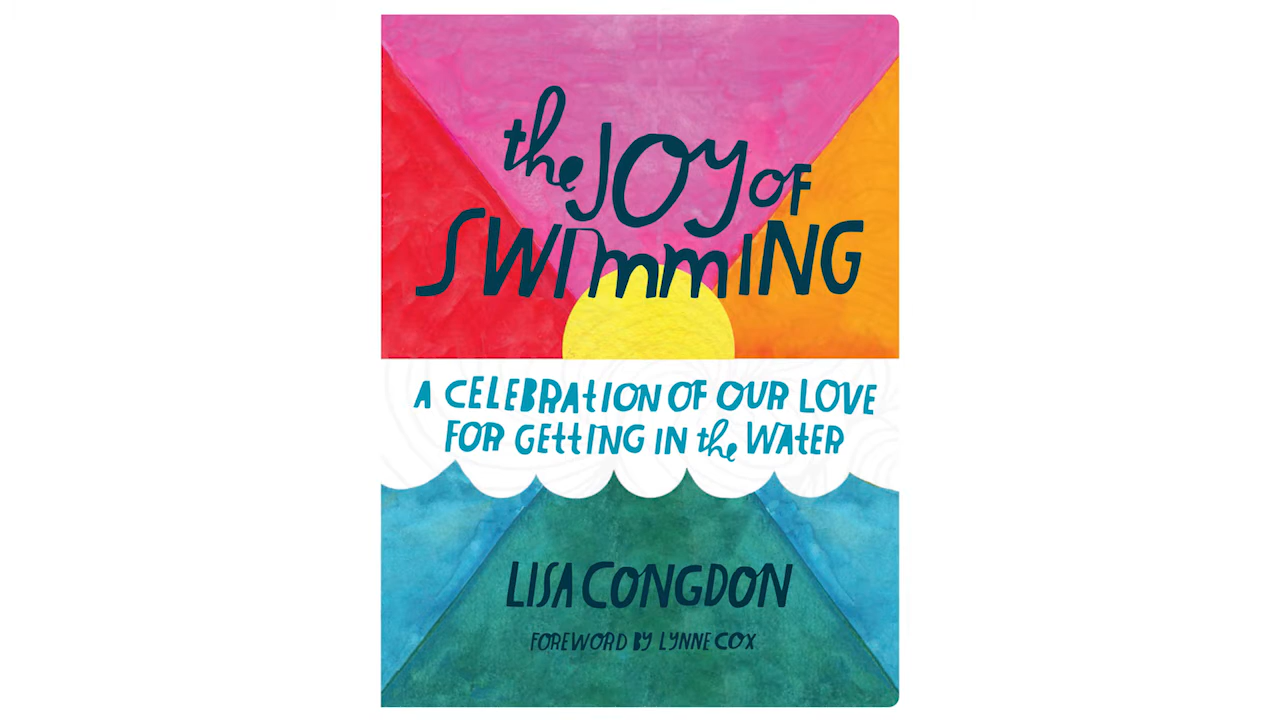 the JOY OF
SWIMMING
A CELEBRATION OF OUR LOVE
FOR GETTING IN the WATER
LISA CONGDON
FOREWORD BY LYNNE COX